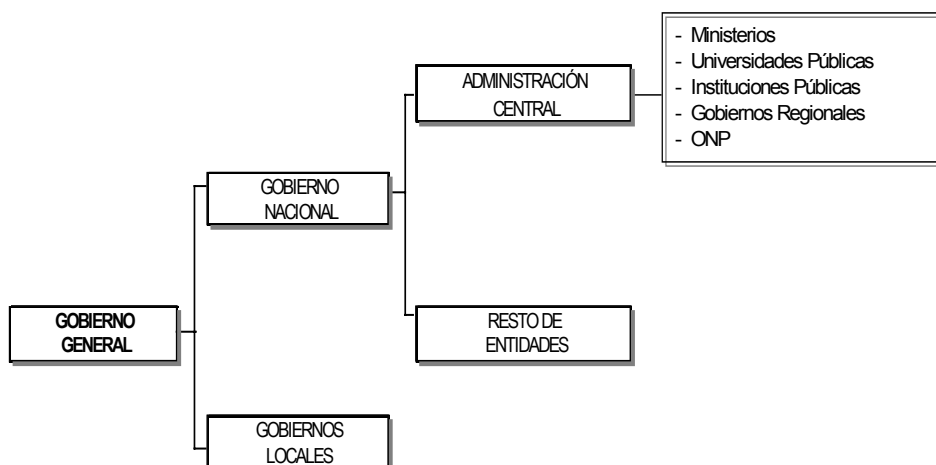 - Ministerios
- Universidades Públicas
- Instituciones Públicas
- Gobiernos Regionales
- ONP
ADMINISTRACIÓN
CENTRAL
GOBIERNO
NACIONAL
GOBIERNO
GENERAL
RESTO DE
ENTIDADES
GOBIERNOS
LOCALES